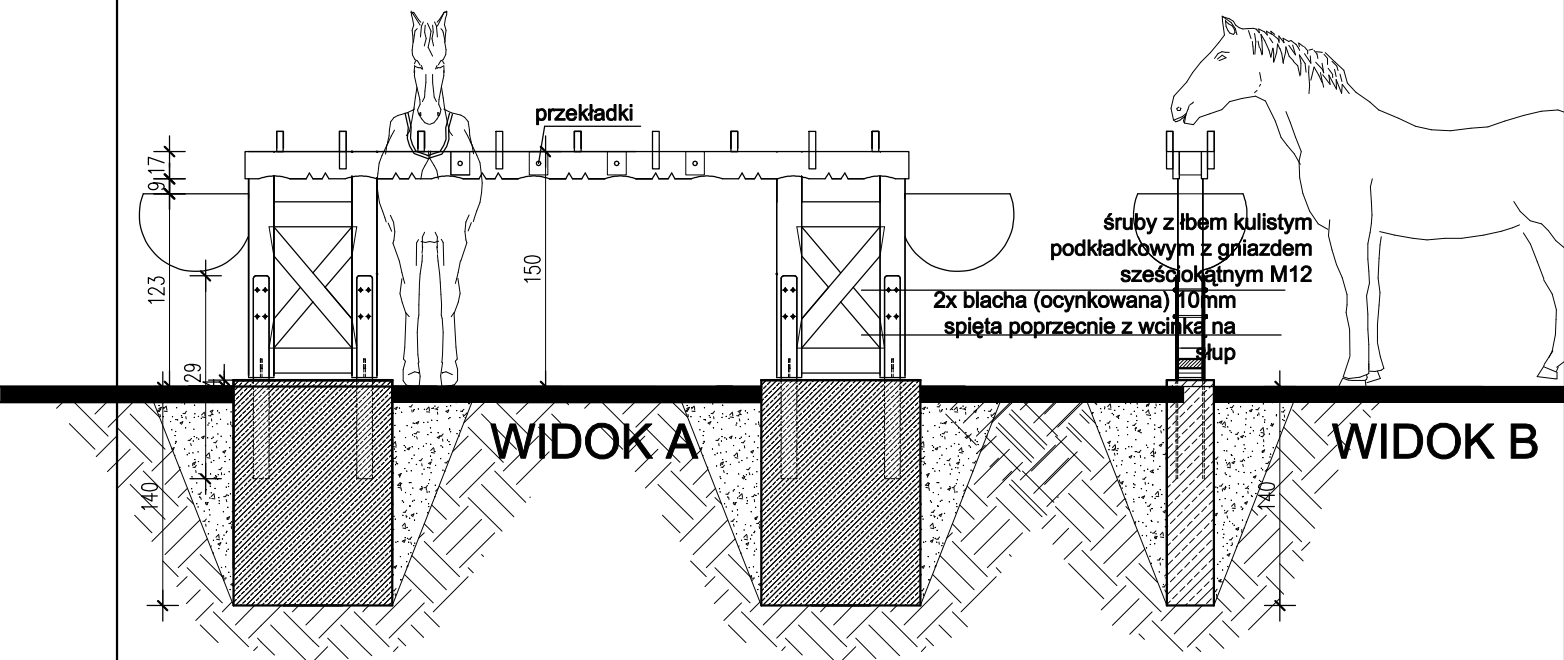 przekładki
17
9
123
29
140
150
śruby z łbem kulistym
podkładkowym z gniazdem
sześciokątnym M12
2x blacha (ocynkowana) 10mm
spięta poprzecnie z wcinką na
słup
WIDOK A
WIDOK B
140